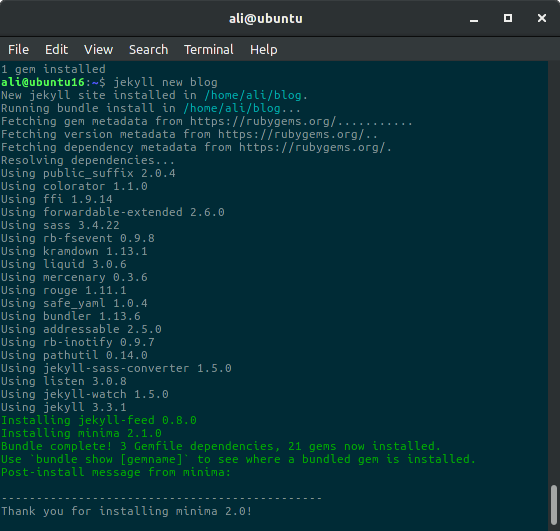 ali@ubuntu
File Edit View Search Terminal Help
1 gem installed
ali@ubuntu16:~$ jekyll new blog
New jekyll site installed in /home/ali/blog.
Running bundle install in /home/ali/blog...
Fetching gem metadata from https://rubygems.org/...........
Fetching version metadata from https://rubygems.org/..
Fetching dependency metadata from https://rubygems.org/.
Resolving dependencies...
Using public_suffix 2.0.4
Using colorator 1.1.0
Using ffi 1.9.14
Using forwardable-extended 2.6.0
Using sass 3.4.22
Using rb-fsevent 0.9.8
Using kramdown 1.13.1
Using liquid 3.0.6
Using mercenary 0.3.6
Using rouge 1.11.1
Using safe_yaml 1.0.4
Using bundler 1.13.6
Using addressable 2.5.0
Using rb-inotify 0.9.7
Using pathutil 0.14.0
Using jekyll-sass-converter 1.5.0
Using listen 3.0.8
Using jekyll-watch 1.5.0
Using jekyll 3.3.1
Installing jekyll-feed 0.8.0
Installing minima 2.1.0
Bundle complete! 3 Gemfile dependencies, 21 gems now installed.
Use `bundle show [gemname]` to see where a bundled gem is installed.
Post-install message from minima:
----------------------------------------------
Thank you for installing minima 2.0!